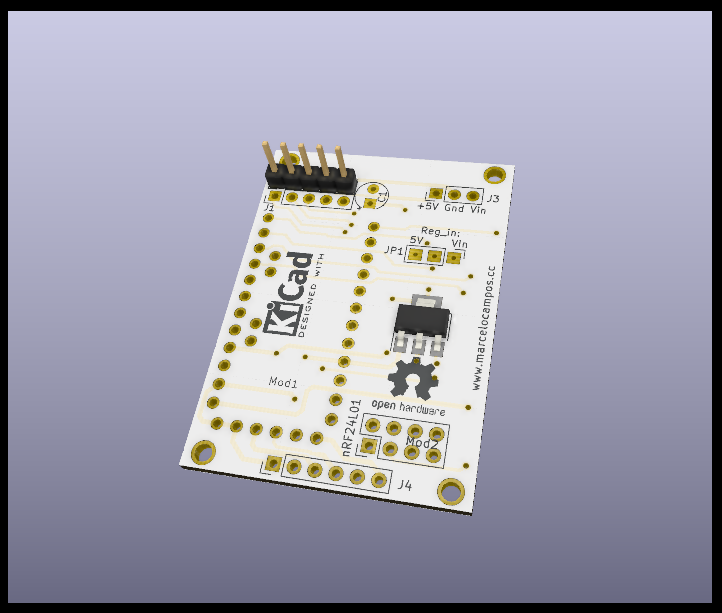 J1
C1
J3
+5V Gnd Vin
Reg_in:
5V Vin
JP1
KiCad
DESIGNED WITH
www.marcelocampos.cc
Mod1
open hardware
nRF24L01
Mod2
J4